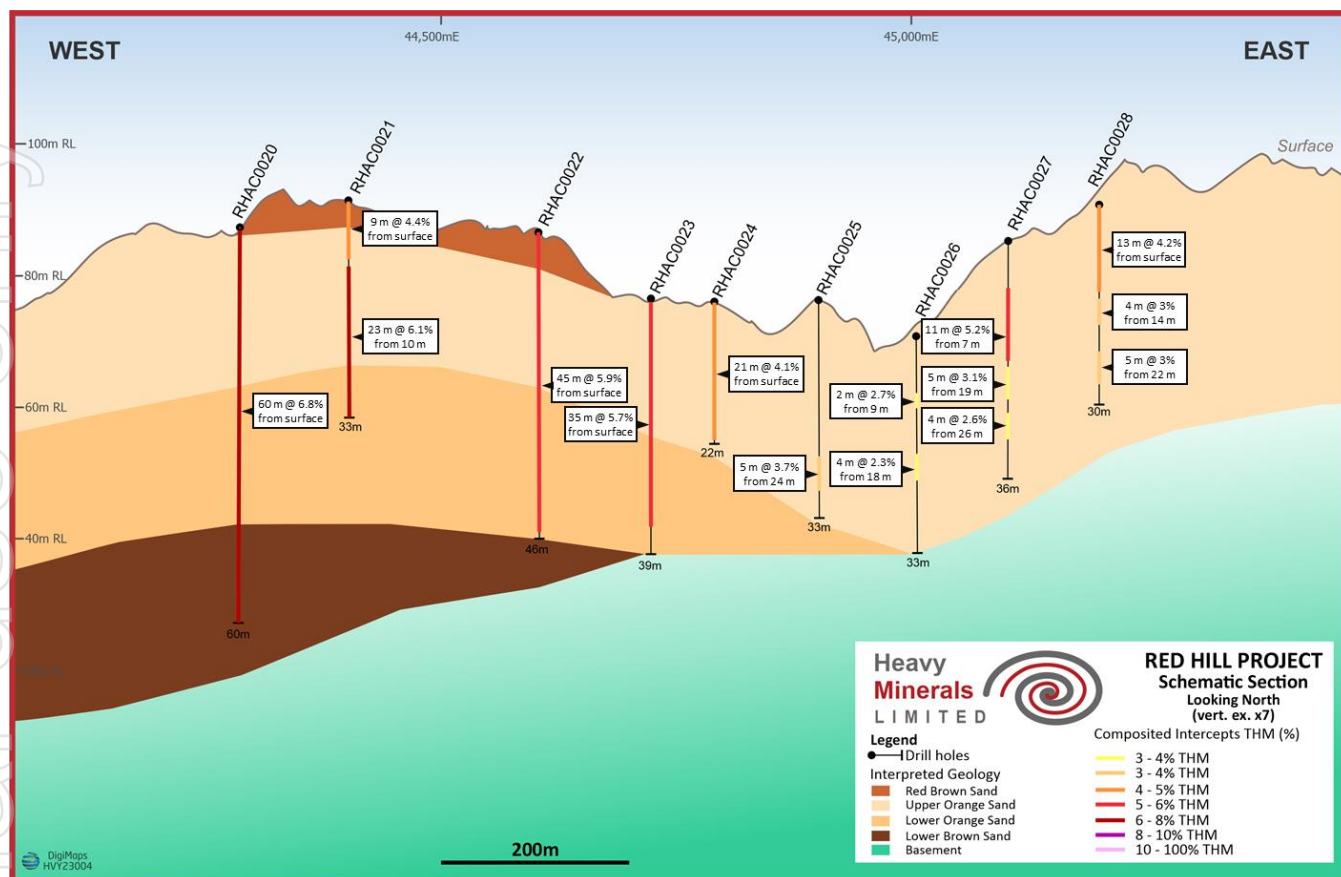 44,500mE
45,000mE
WEST
EAST
100m RL
80m RL
60m RL
40m RL
Surface
RHAC0020
RHAC0021
RHAC0022
RHAC0023
RHAC0024
RHAC0025
RHAC0026
RHAC0027
RHAC0028
9 m @ 4.4%
from surface
23 m @ 6.1%
from 10 m
60 m @ 6.8%
from surface
45 m @ 5.9%
from surface
35 m @ 5.7%
from surface
21 m @ 4.1%
from surface
5 m @ 3.7%
from 24 m
2 m @ 2.7%
from 9 m
4 m @ 2.3%
from 18 m
11 m @ 5.2%
from 7 m
5 m @ 3.1%
from 19 m
4 m @ 2.6%
from 26 m
13 m @ 4.2%
from surface
4 m @ 3%
from 14 m
5 m @ 3%
from 22 m
60m
33m
46m
39m
22m
33m
33m
36m
30m
Heavy
Minerals
LIMITED
RED HILL PROJECT
Schematic Section
Looking North
(vert. ex. x7)
Legend
Drill holes
Interpreted Geology
Red Brown Sand
Upper Orange Sand
Lower Orange Sand
Lower Brown Sand
Basement
Composited Intercepts THM (%)
3 - 4% THM
3 - 4% THM
4 - 5% THM
5 - 6% THM
6 - 8% THM
8 - 10% THM
10 - 100% THM
200m
DigiMaps
HVY23004